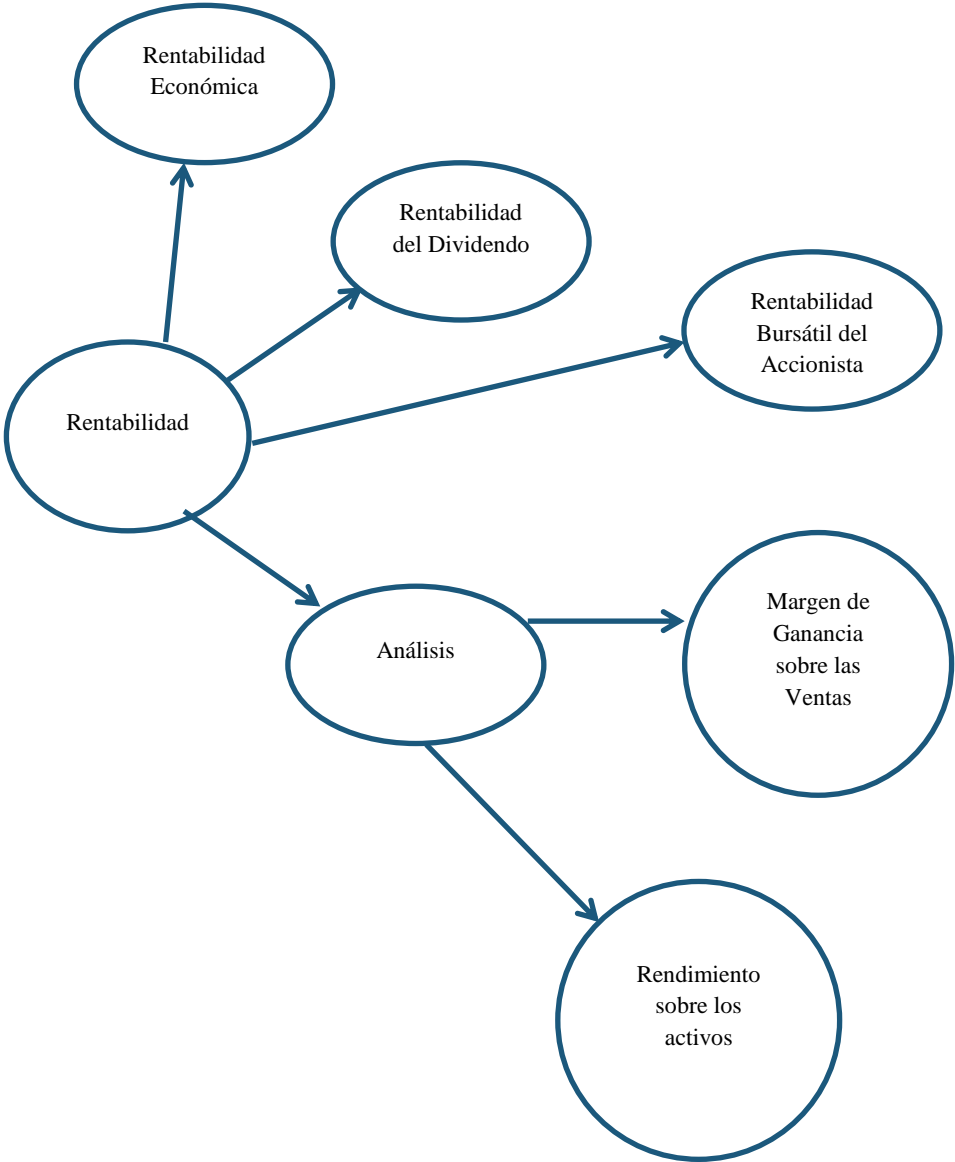 Rentabilidad
Económica
Rentabilidad
del Dividendo
Rentabilidad
Bursátil del
Accionista
Rentabilidad
Análisis
Margen de
Ganancia
sobre las
Ventas
Rendimiento
sobre los
activos